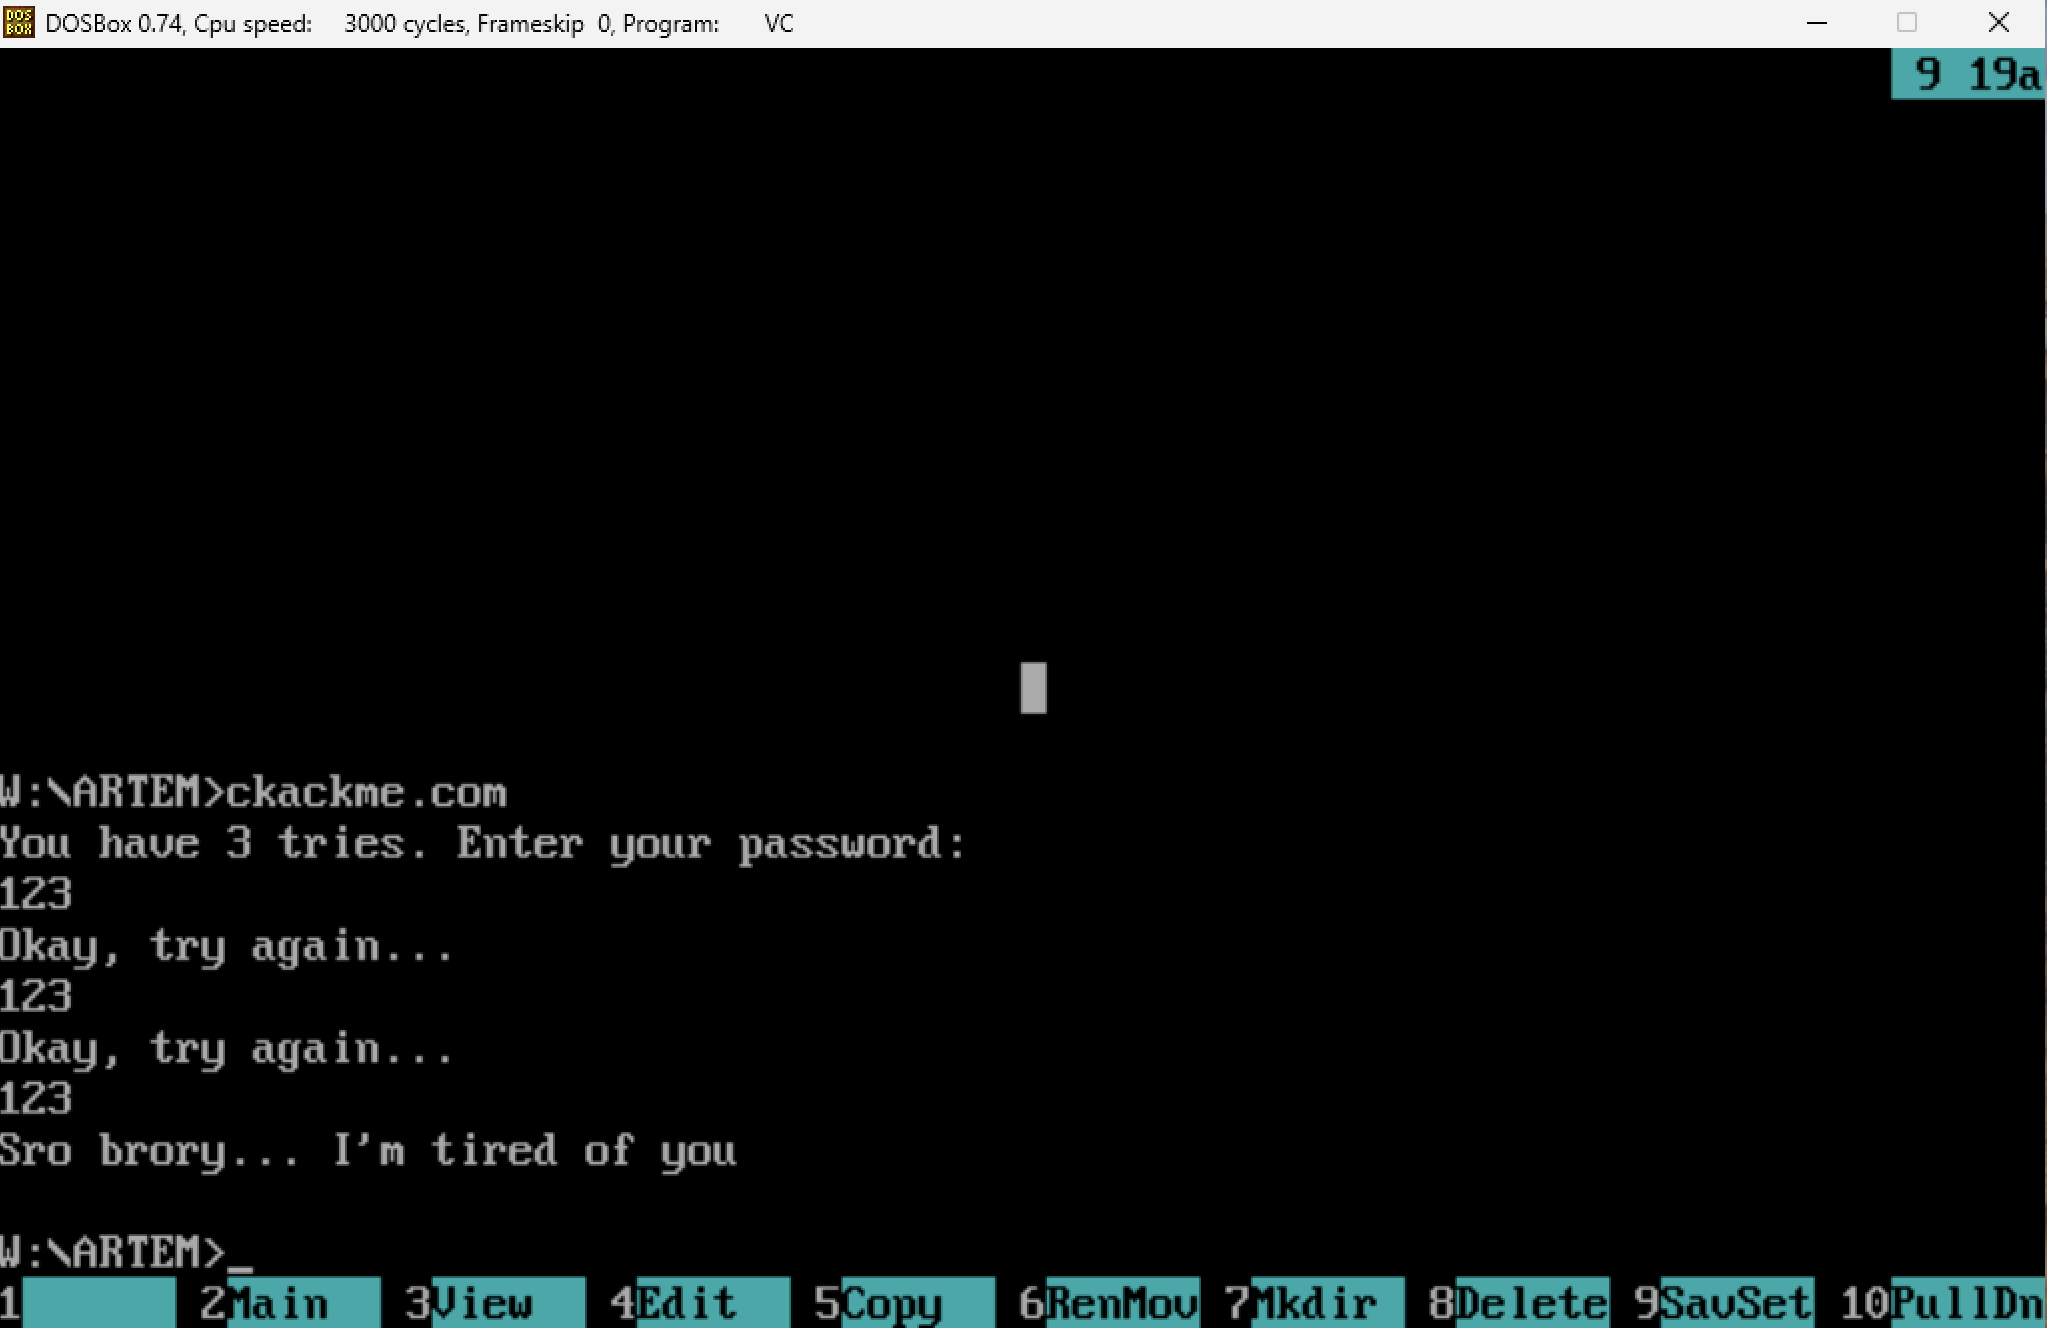 DOSBox 0.74, Cpu speed: 3000 cycles, Frameskip 0, Program: VC
9 19a
W:\ARTEM>ckackme.com
You have 3 tries. Enter your password:
123
Okay, try again...
123
Okay, try again...
123
Sro brory... I'm tired of you
W:\ARTEM>_
1 2Main 3View 4Edit 5Copy 6RenMov 7Mkdir 8Delete 9SavSet 10PullDn